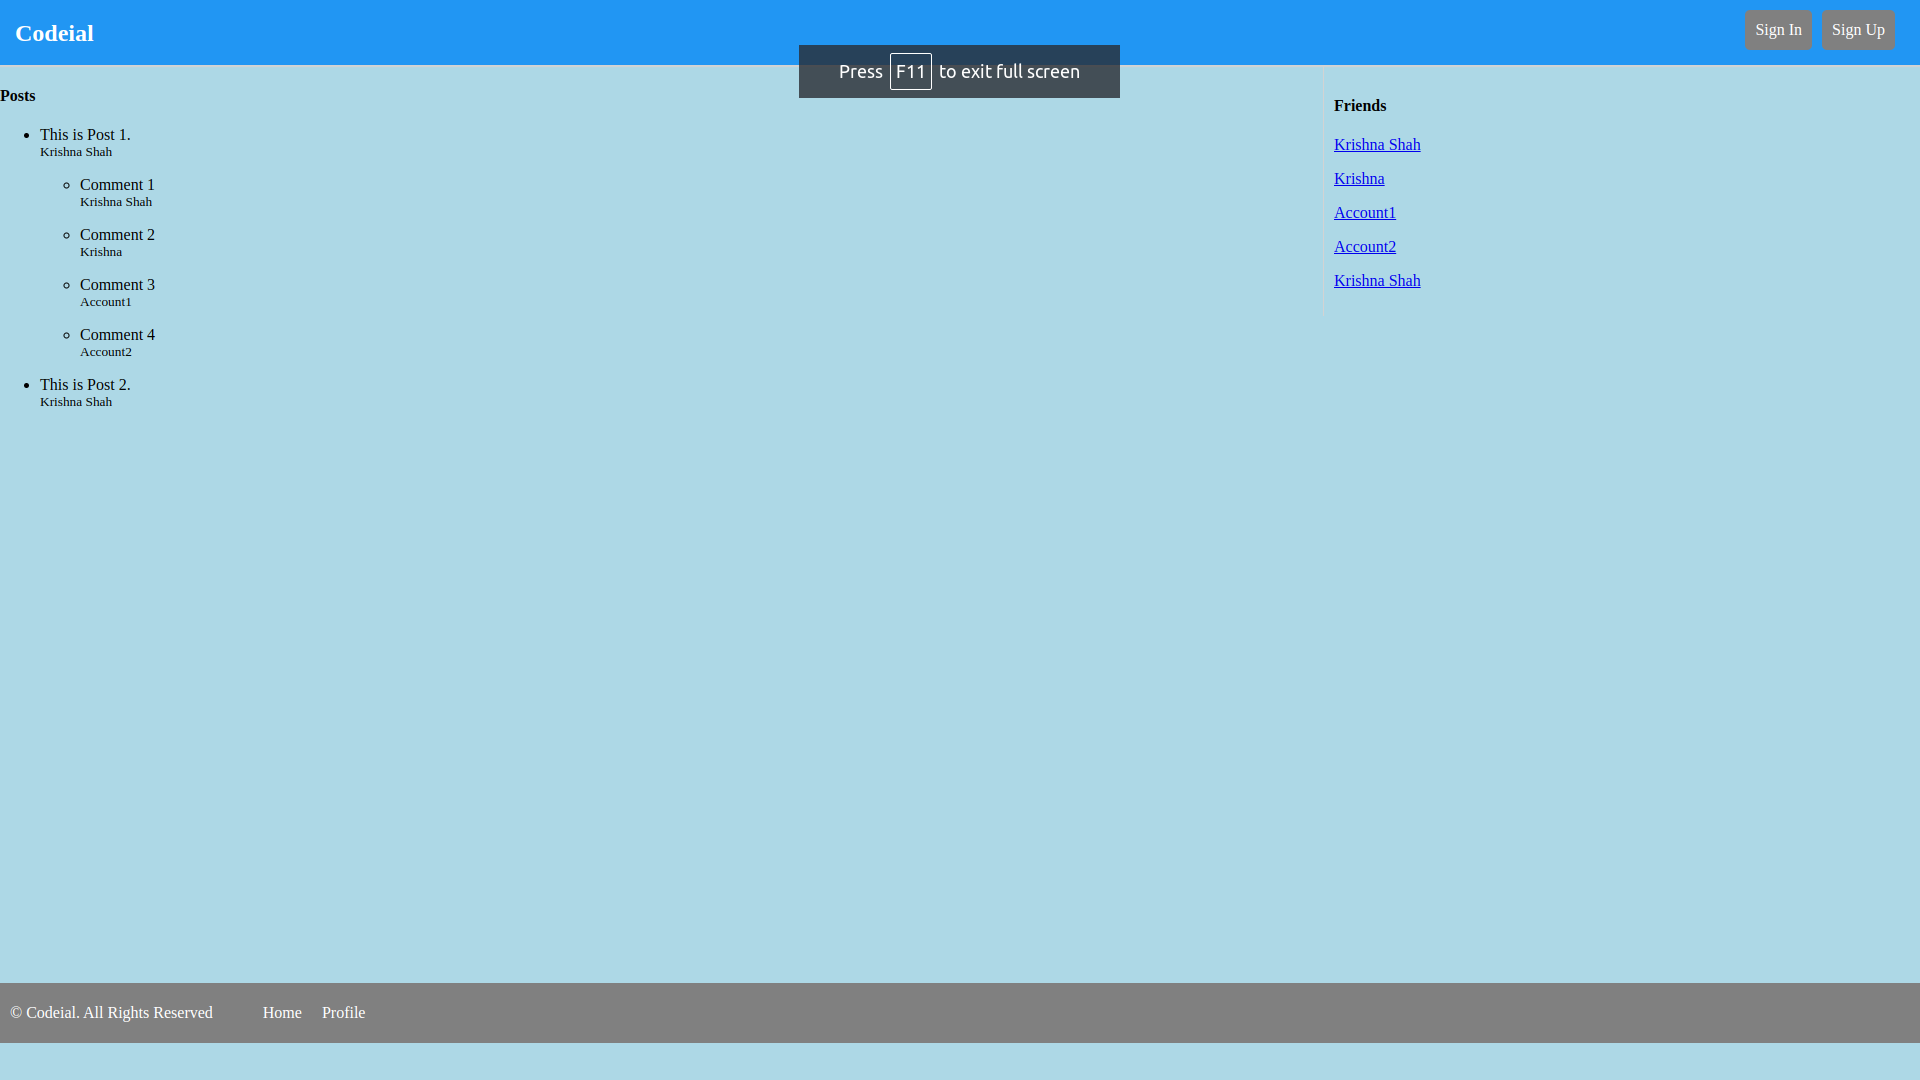 Codeial
Sign In
Sign Up
Press F11 to exit full screen
Posts
This is Post 1.
Krishna Shah
Comment 1
Krishna Shah
Comment 2
Krishna
Comment 3
Account1
Comment 4
Account2
This is Post 2.
Krishna Shah
Friends
Krishna Shah
Krishna
Account1
Account2
Krishna Shah
© Codeial. All Rights Reserved
Home
Profile